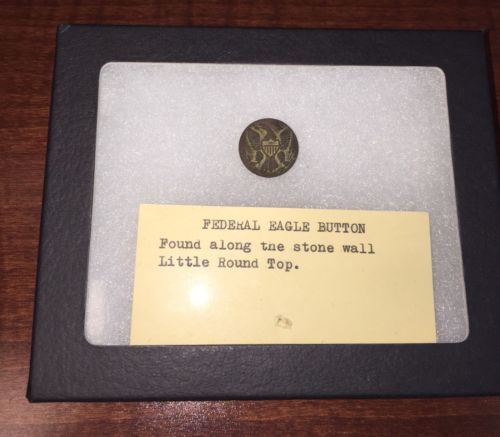 FEDERAL EAGLE BUTTON
Found along the stone wall
Little Round Top.